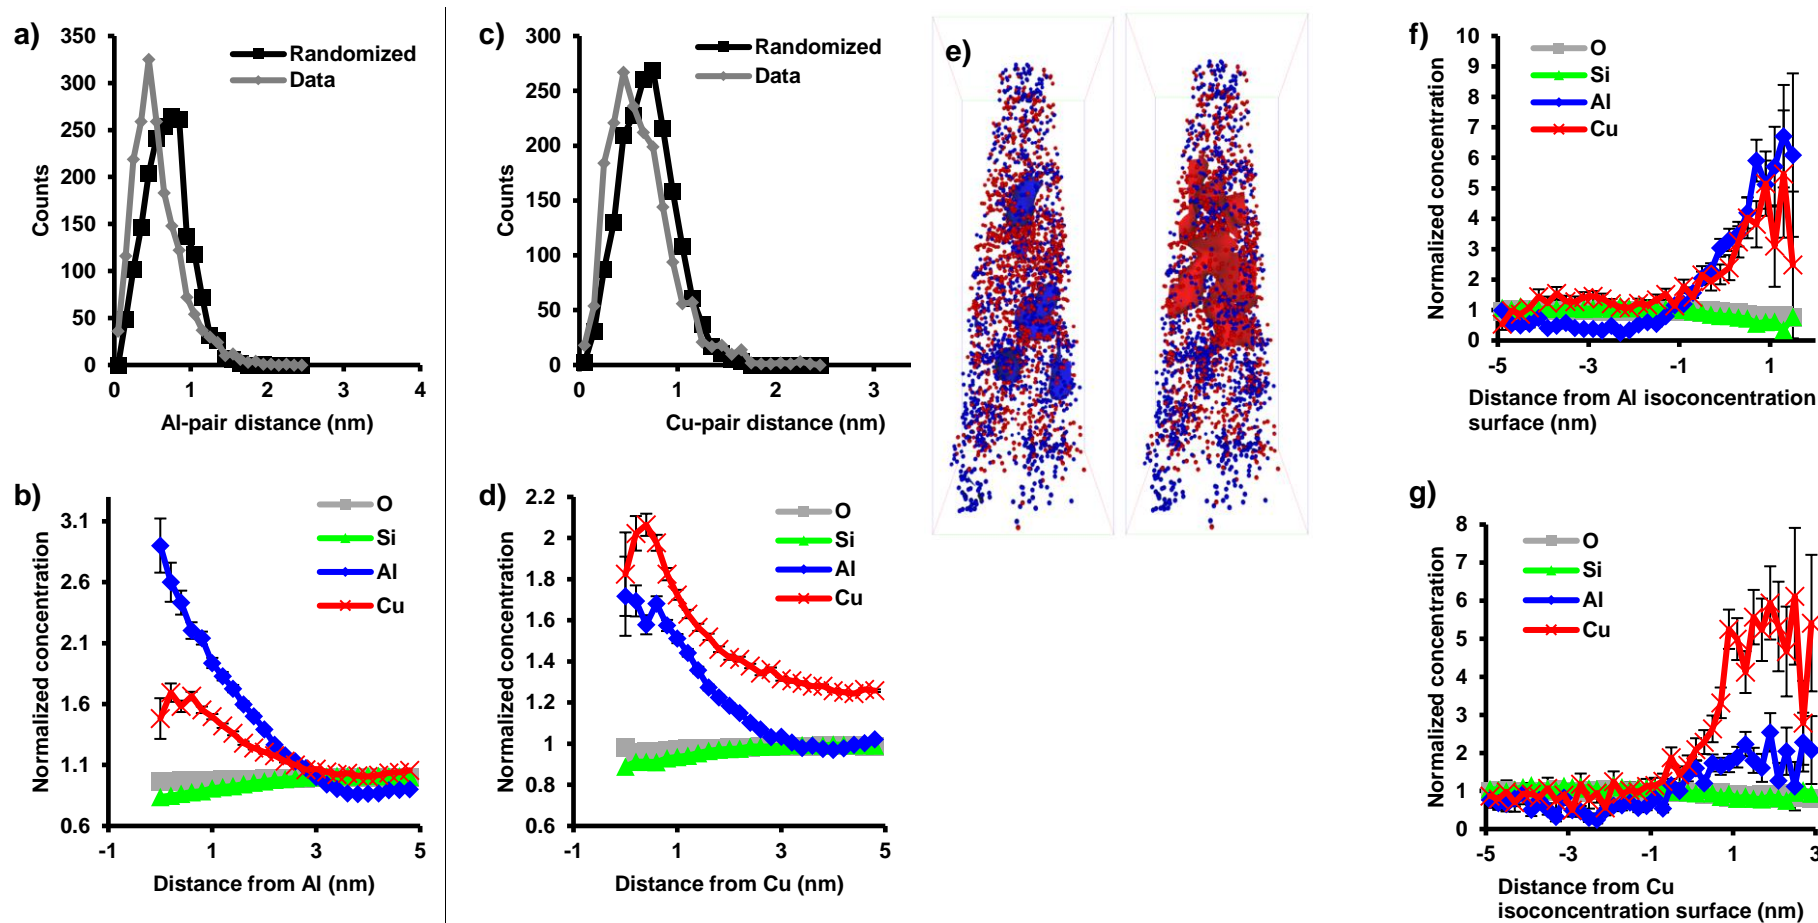 a)
350
300
250
200
150
100
50
0
Counts
Randomized
Data
0 1 2 3 4
Al-pair distance (nm)
c)
300
250
200
150
100
50
0
Counts
Randomized
Data
0 1 2 3
Cu-pair distance (nm)
e)
f)
10
9
8
7
6
5
4
3
2
1
0
Normalized concentration
O
Si
Al
Cu
-5 -3 -1 1
Distance from Al isoconcentration
surface (nm)
b)
3.1
2.6
2.1
1.6
1.1
0.6
Normalized concentration
O
Si
Al
Cu
-1 1 3 5
Distance from Al (nm)
d)
2.2
2
1.8
1.6
1.4
1.2
1
0.8
0.6
Normalized concentration
O
Si
Al
Cu
-1 1 3 5
Distance from Cu (nm)
g)
8
7
6
5
4
3
2
1
0
Normalized concentration
O
Si
Al
Cu
-5 -3 -1 1 3
Distance from Cu
isoconcentration surface (nm)